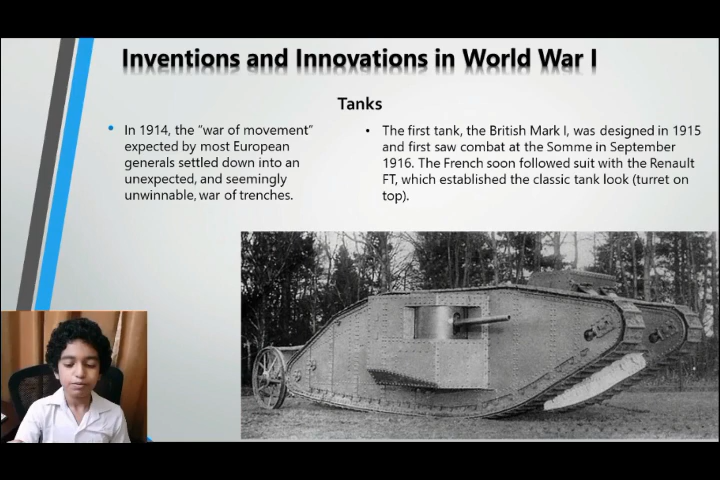 Inventions and Innovations in World War I
Tanks
• In 1914, the “war of movement”
expected by most European
generals settled down into an
unexpected, and seemingly
unwinnable, war of trenches.
• The first tank, the British Mark I, was designed in 1915
and first saw combat at the Somme in September
1916. The French soon followed suit with the Renault
FT, which established the classic tank look (turret on
top).